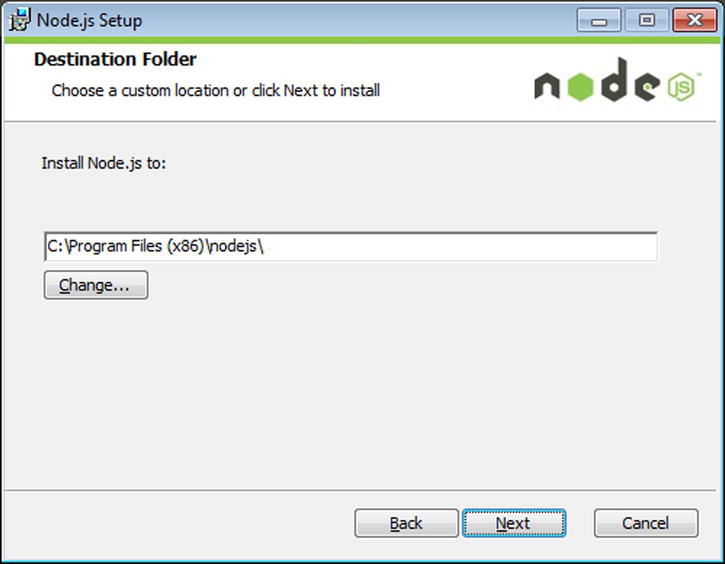 Node.js Setup
Destination Folder
Choose a custom location or click Next to install
node JS ™
Install Node.js to:
C:\Program Files (x86)\nodejs\
Change...
Back Next Cancel